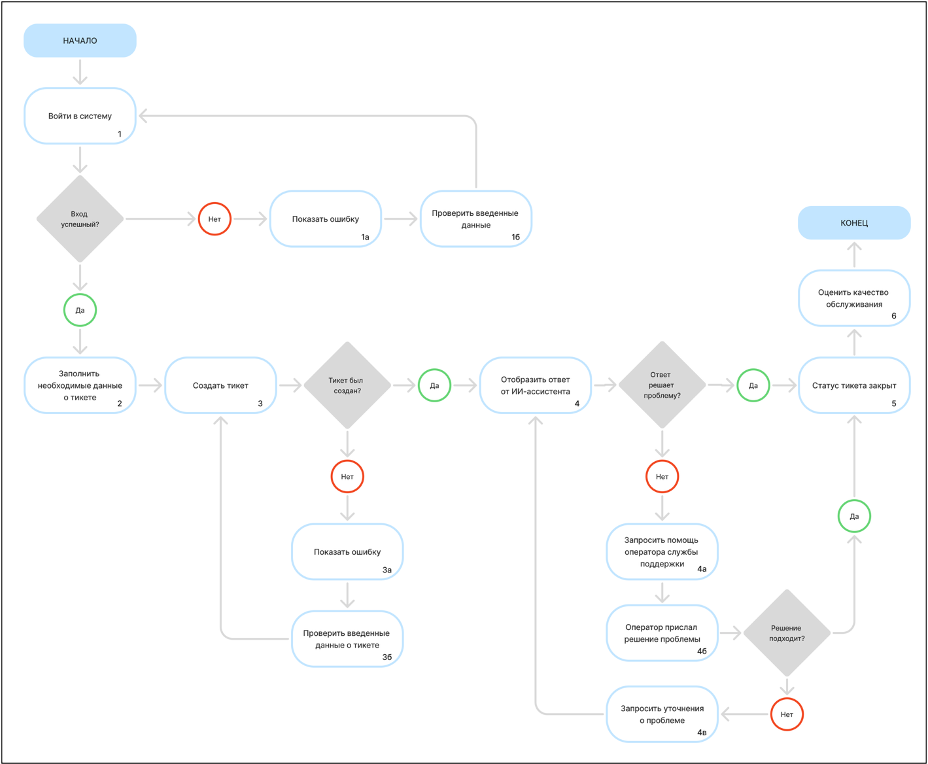 НАЧАЛО
Войти в систему
1
Вход
успешный?
Нет
Показать ошибку
1а
Проверить введенные
данные
1б
Да
Заполнить
необходимые данные
о тикете
2
Создать тикет
3
Тикет был
создан?
Да
Отобразить ответ
от ИИ-ассистента
4
Ответ
решает
проблему?
Да
Статус тикета закрыт
5
Оценить качество
обслуживания
6
КОНЕЦ
Нет
Показать ошибку
3а
Проверить введенные
данные о тикете
3б
Нет
Запросить помощь
оператора службы
поддержки
4а
Оператор прислал
решение проблемы
4б
Решение
подходит?
Да
Нет
Запросить уточнения
о проблеме
4в